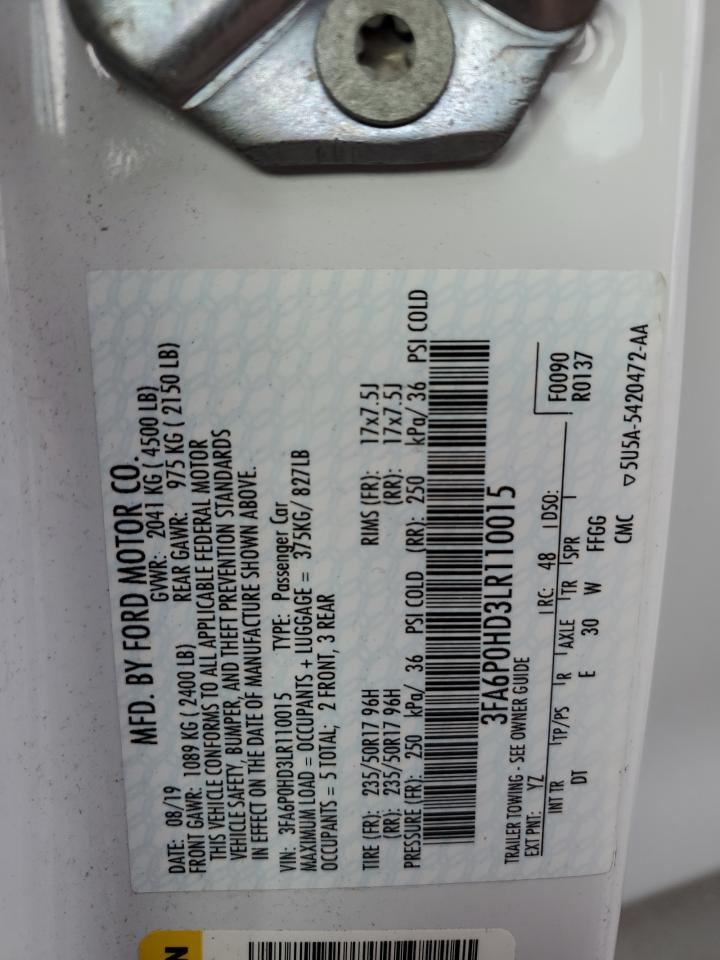 MFD. BY FORD MOTOR CO.
DATE: 08/19 GVWR: 2041 KG ( 4500 LB)
FRONT GAWR: 1089 KG ( 2400 LB) REAR GAWR: 975 KG ( 2150 LB)
THIS VEHICLE CONFORMS TO ALL APPLICABLE FEDERAL MOTOR
VEHICLE SAFETY, BUMPER, AND THEFT PREVENTION STANDARDS
IN EFFECT ON THE DATE OF MANUFACTURE SHOWN ABOVE.
VIN: 3FA6P0HD3LR110015 TYPE: Passenger Car
MAXIMUM LOAD = OCCUPANTS + LUGGAGE = 375KG/ 827LB
OCCUPANTS = 5 TOTAL; 2 FRONT, 3 REAR
TIRE (FR): 235/50R17 96H RIMS (FR): 17x7.5J
(RR): 235/50R17 96H (RR): 17x7.5J
PRESSURE (FR): 250 kPa/ 36 PSI COLD (RR): 250 kPa/ 36 PSI COLD
3FA6P0HD3LR110015
TRAILER TOWING - SEE OWNER GUIDE
F0090
EXT PNT: YZ RC: 48 DSO: R0137
INT TR TP/PS R AXLE TR SPR
DT E 30 W FFGG
CMC ▽5U5A-5420472-AA
N